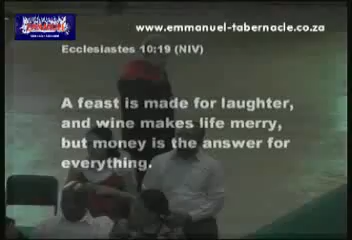 www.emmanuel-tabernacle.co.za
Ecclesiastes 10:19 (NIV)
A feast is made for laughter,
and wine makes life merry,
but money is the answer for
everything.